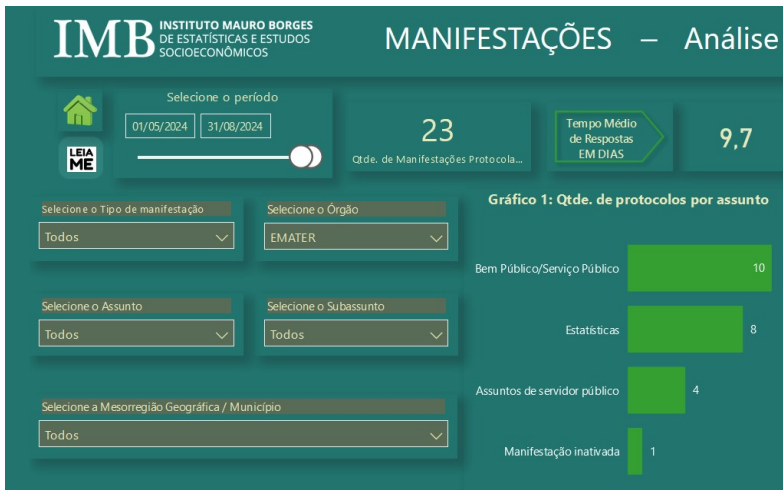 IMB INSTITUTO MAURO BORGES
DE ESTATÍSTICAS E ESTUDOS
SOCIOECONÔMICOS
MANIFESTAÇÕES – Análise
Selecione o período
01/05/2024 31/08/2024
LEIA
ME
23
Qtde. de Manifestações Protocola...
Tempo Médio
de Respostas
EM DIAS
9,7
Selecione o Tipo de manifestação
Todos
Selecione o Órgão
EMATER
Selecione o Assunto
Todos
Selecione o Subassunto
Todos
Selecione a Mesorregião Geográfica / Município
Todos
Gráfico 1: Qtde. de protocolos por assunto
Bem Público/Serviço Público 10
Estatísticas 8
Assuntos de servidor público 4
Manifestação inativada 1